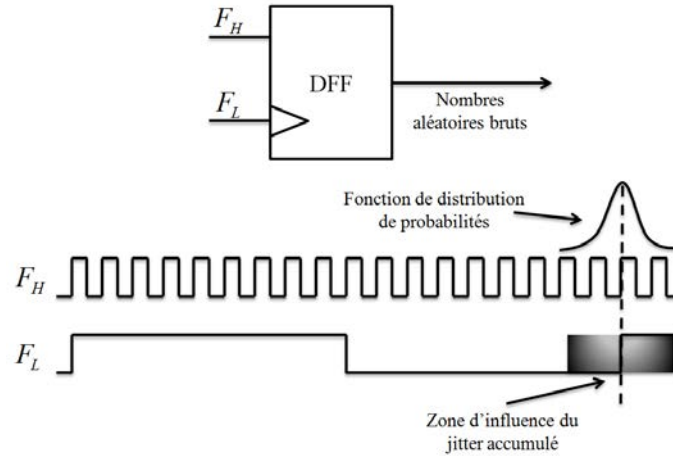 F_H
DFF
F_L
Nombres
aléatoires bruts
Fonction de distribution
de probabilités
F_H
F_L
Zone d'influence du
jitter accumulé